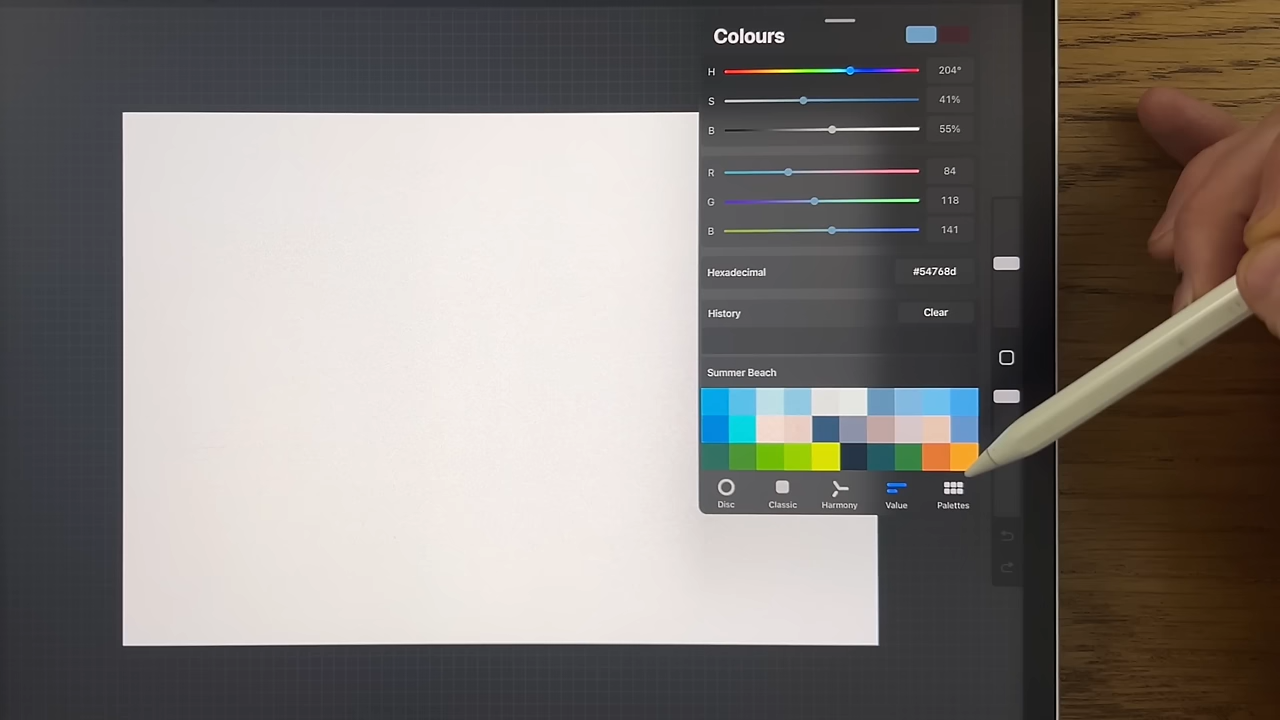 Colours
H 204°
S 41%
B 55%
R 84
G 118
B 141
Hexadecimal #54768d
History Clear
Summer Beach
Disc Classic Harmony Value Palettes